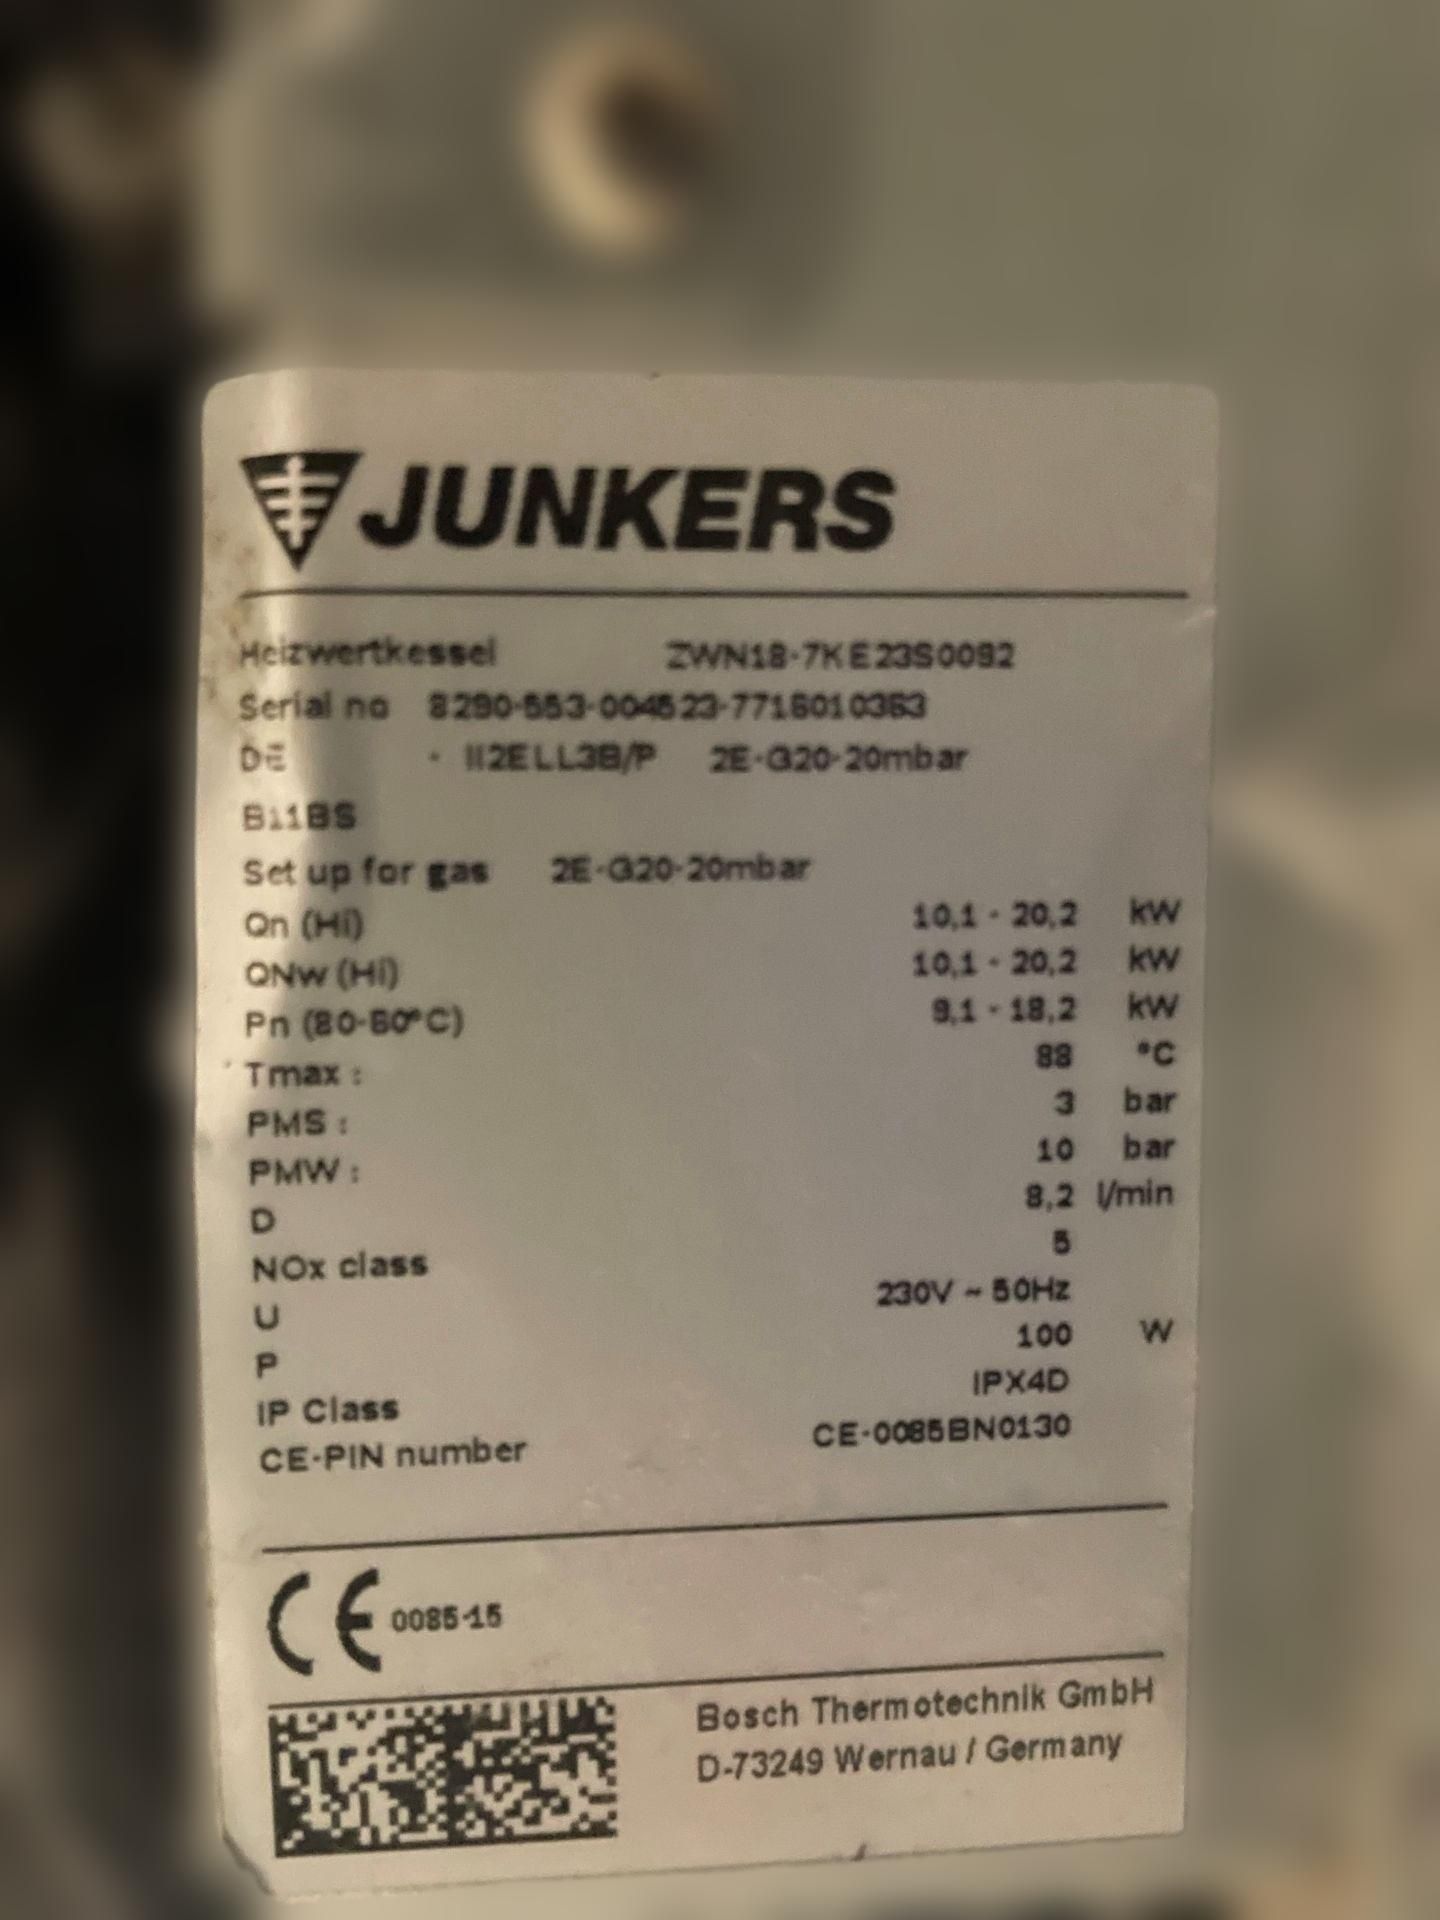 JUNKERS
Heizwertkessel ZWN18-7KE23S0092
Serial no 8290-553-004523-7716010363
DE - II2ELL3B/P 2E-G20-20mbar
B11BS
Set up for gas 2E-G20-20mbar
Qn (Hi) 10,1 - 20,2 kW
QNw (Hi) 10,1 - 20,2 kW
Pn (80-60°C) 9,1 - 18,2 kW
Tmax : 88 °C
PMS : 3 bar
PMW : 10 bar
D 8,2 l/min
NOx class 5
U 230V ~ 50Hz
P 100 W
IP Class IPX4D
CE-PIN number CE-0085BN0130
CE 0085-15
Bosch Thermotechnik GmbH
D-73249 Wernau / Germany